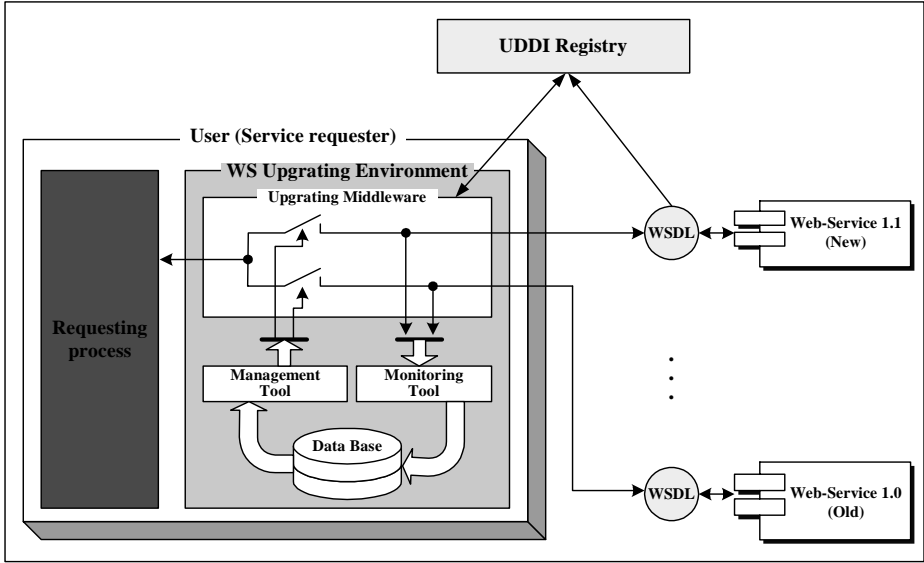 UDDI Registry
User (Service requester)
WS Upgrating Environment
Upgrating Middleware
WSDL
Web-Service 1.1
(New)
Requesting
process
Management
Tool
Monitoring
Tool
Data Base
WSDL
Web-Service 1.0
(Old)